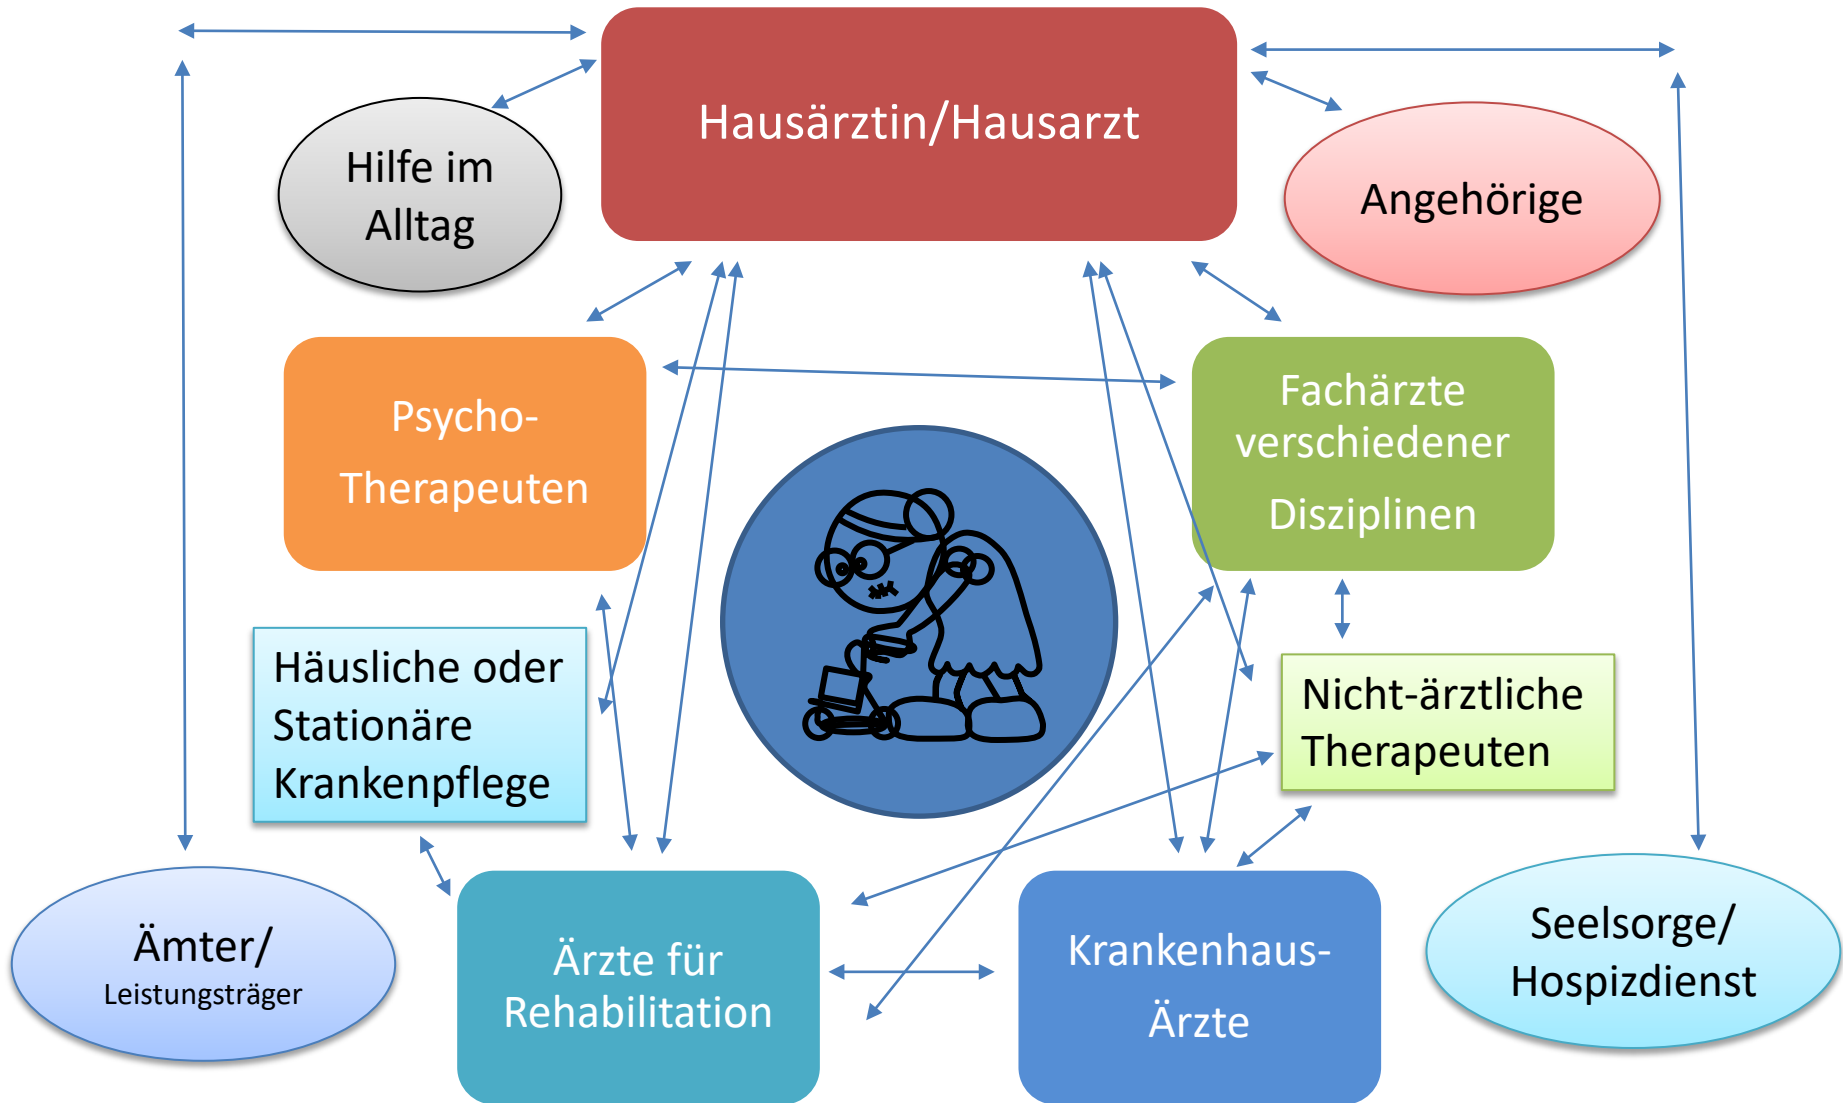 Hausärztin/Hausarzt
Hilfe im
Alltag
Angehörige
Psycho-
Therapeuten
Fachärzte
verschiedener
Disziplinen
Häusliche oder
Stationäre
Krankenpflege
Nicht-ärztliche
Therapeuten
Ämter/
Leistungsträger
Ärzte für
Rehabilitation
Krankenhaus-
Ärzte
Seelsorge/
Hospizdienst